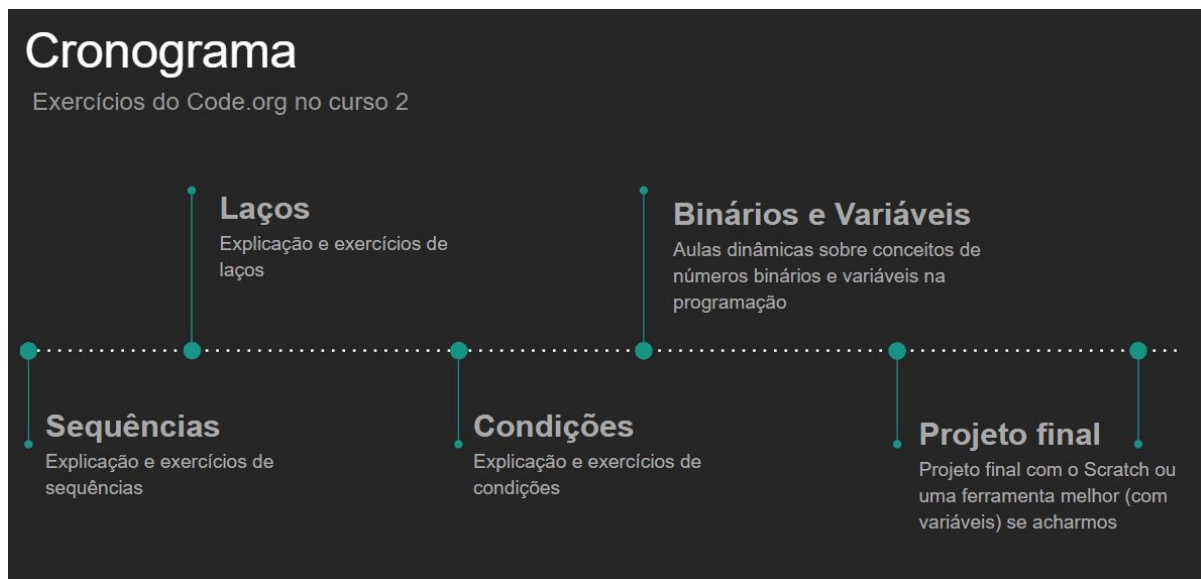 Cronograma
Exercícios do Code.org no curso 2
Laços
Explicação e exercícios de
laços
Binários e Variáveis
Aulas dinâmicas sobre conceitos de
números binários e variáveis na
programação
Sequências
Explicação e exercícios de
sequências
Condições
Explicação e exercícios de
condições
Projeto final
Projeto final com o Scratch ou
uma ferramenta melhor (com
variáveis) se acharmos